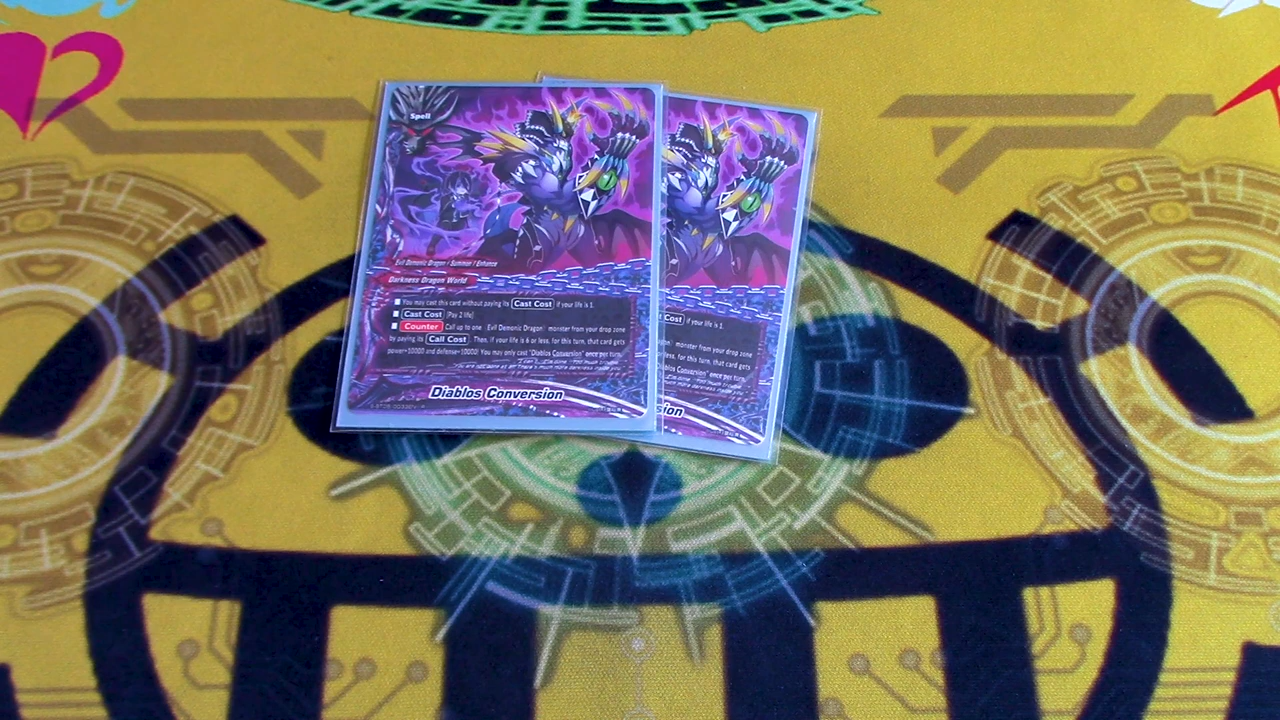 Spell
Evil Demonic Dragon / Summon / Enhance
Darkness Dragon World
You may cast this card without paying its Cast Cost if your life is 1.
Cast Cost [Pay 2 life]
Counter Call up to one Evil Demonic Dragon monster from your drop zone
by paying its Call Cost. Then, if your life is 6 or less, for this turn, that card gets
power+10000 and defense+10000! You may only cast "Diablos Conversion" once per turn.
Diablos Conversion
Cost if your life is 1.
Dragon monster from your drop zone
less, for this turn, that card gets
Diablos Conversion" once per turn.
sion